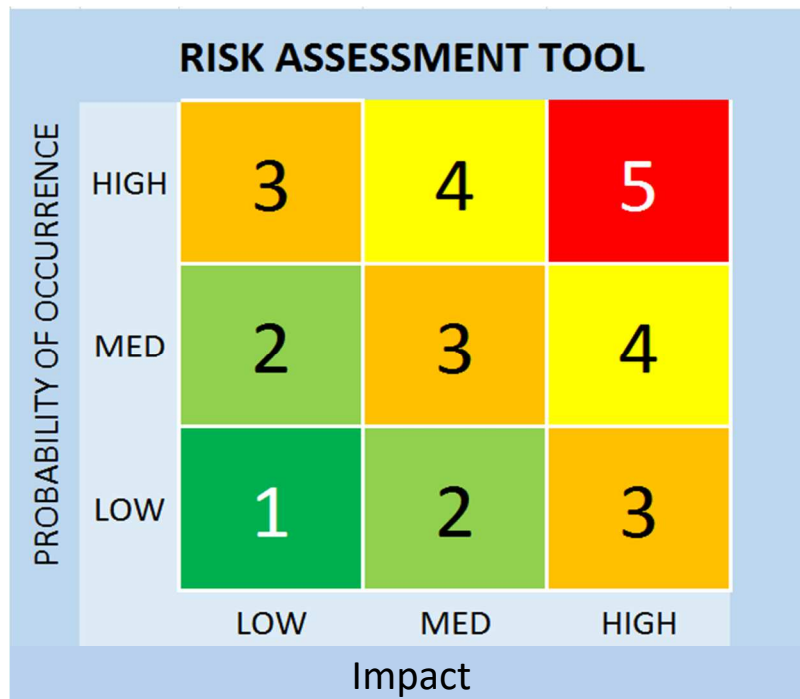 RISK ASSESSMENT TOOL
PROBABILITY OF OCCURRENCE
HIGH 3 4 5
MED 2 3 4
LOW 1 2 3
LOW MED HIGH
Impact